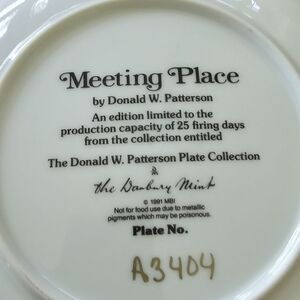 Meeting Place
by Donald W. Patterson
An edition limited to the
production capacity of 25 firing days
from the collection entitled
The Donald W. Patterson Plate Collection
The Danbury Mint
© 1991 MBI
Not for food use due to metallic
pigments which may be poisonous.
Plate No.
A3404